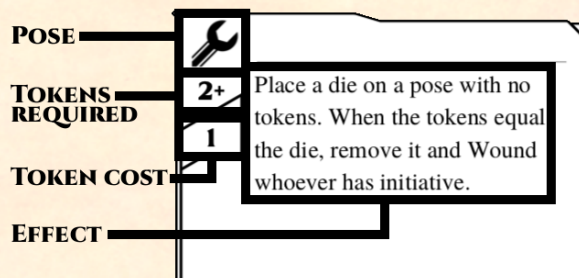 POSE
TOKENS
REQUIRED
2+
1
TOKEN COST
EFFECT
Place a die on a pose with no
tokens. When the tokens equal
the die, remove it and Wound
whoever has initiative.